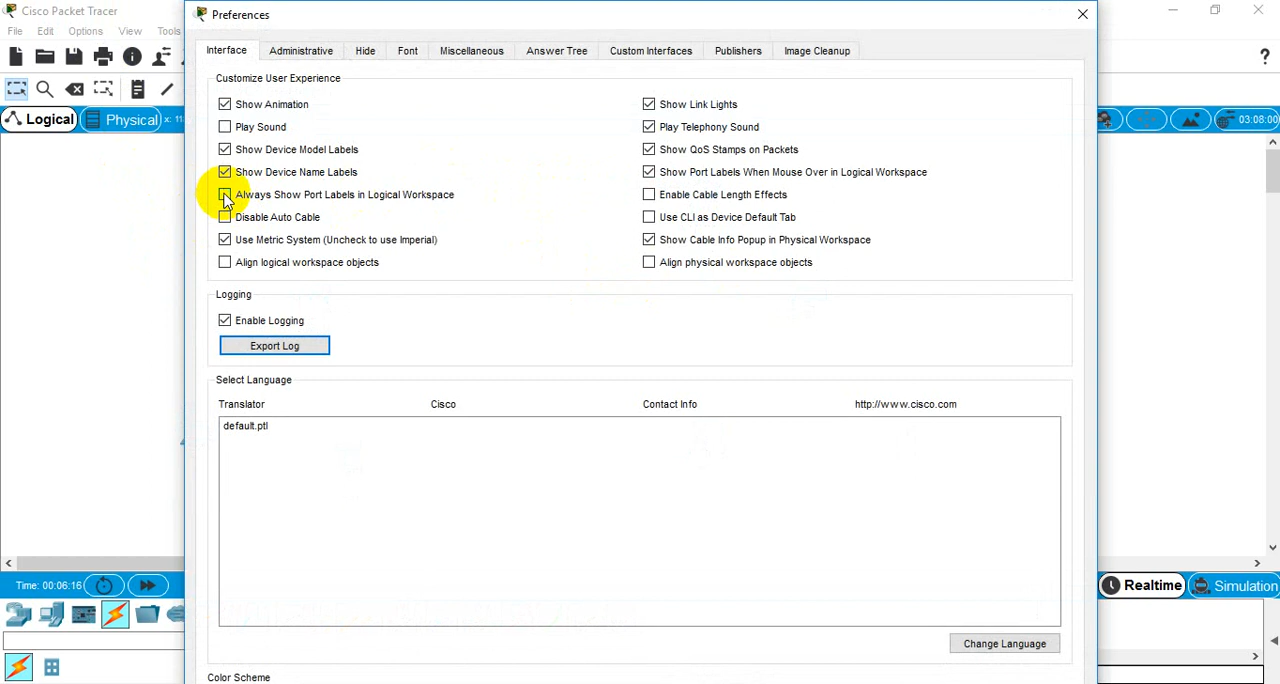 Cisco Packet Tracer
File Edit Options View Tools
Logical
Physical
x: 11
Preferences
Interface Administrative Hide Font Miscellaneous Answer Tree Custom Interfaces Publishers Image Cleanup
Customize User Experience
Show Animation
Show Link Lights
Play Sound
Play Telephony Sound
Show Device Model Labels
Show QoS Stamps on Packets
Show Device Name Labels
Show Port Labels When Mouse Over in Logical Workspace
Always Show Port Labels in Logical Workspace
Enable Cable Length Effects
Disable Auto Cable
Use CLI as Device Default Tab
Use Metric System (Uncheck to use Imperial)
Show Cable Info Popup in Physical Workspace
Align logical workspace objects
Align physical workspace objects
Logging
Enable Logging
Export Log
Select Language
Translator Cisco Contact Info http://www.cisco.com
default.ptl
Change Language
Color Scheme
?
03:08:00
Time: 00:06:16
Realtime
Simulation